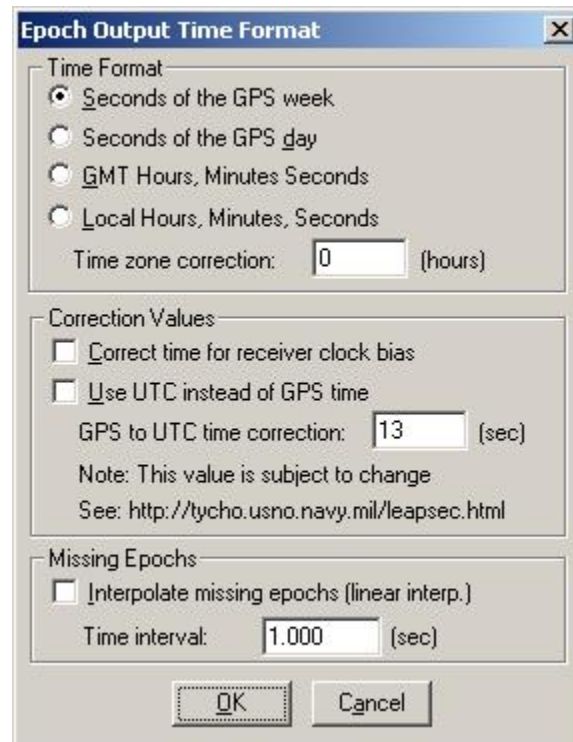 Epoch Output Time Format
Time Format
Seconds of the GPS week
Seconds of the GPS day
GMT Hours, Minutes Seconds
Local Hours, Minutes, Seconds
Time zone correction: 0 (hours)
Correction Values
Correct time for receiver clock bias
Use UTC instead of GPS time
GPS to UTC time correction: 13 (sec)
Note: This value is subject to change
See: http://tycho.usno.navy.mil/leapsec.html
Missing Epochs
Interpolate missing epochs (linear interp.)
Time interval: 1.000 (sec)
OK Cancel